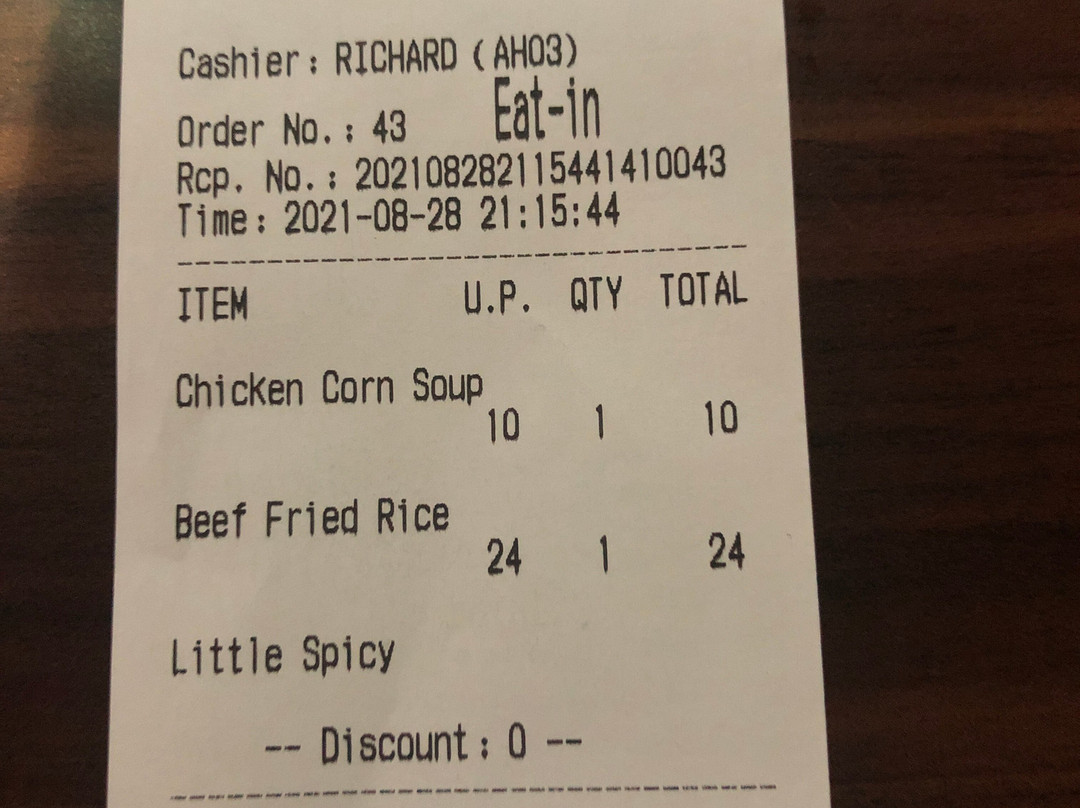 Cashier: RICHARD (AH03)
Order No.: 43 Eat-in
Rcp. No.: 202108282115441410043
Time: 2021-08-28 21:15:44
ITEM U.P. QTY TOTAL
Chicken Corn Soup
10 1 10
Beef Fried Rice
24 1 24
Little Spicy
-- Discount: 0 --